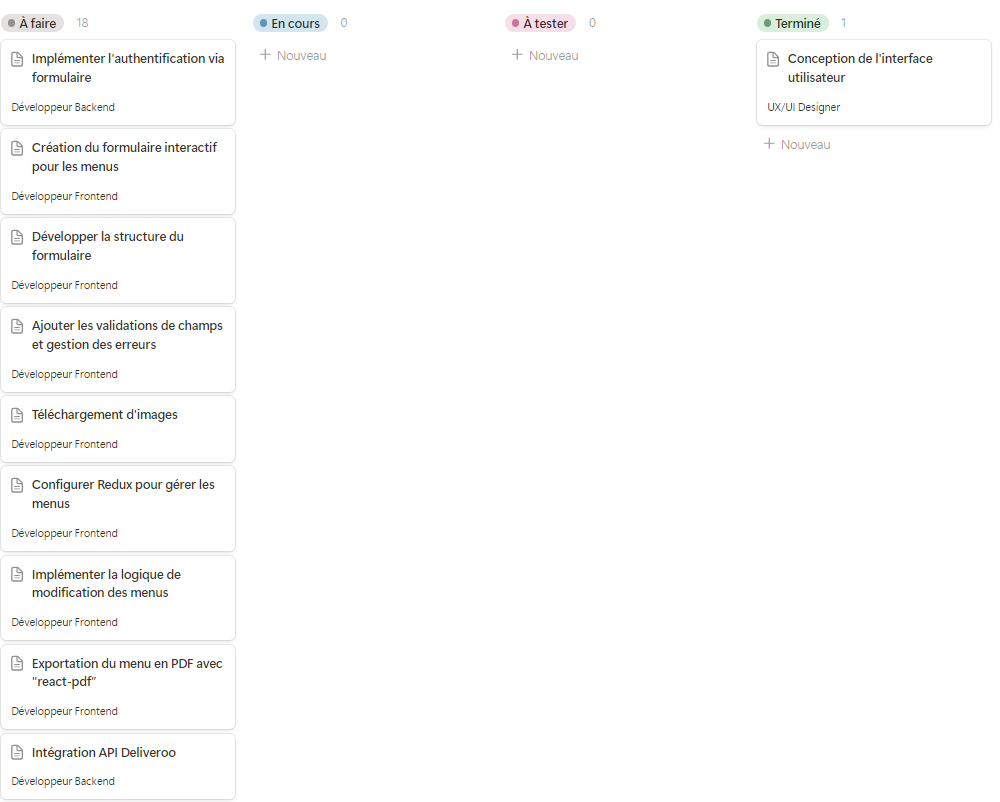 À faire 18
Implémenter l'authentification via
formulaire
Développeur Backend
Création du formulaire interactif
pour les menus
Développeur Frontend
Développer la structure du
formulaire
Développeur Frontend
Ajouter les validations de champs
et gestion des erreurs
Développeur Frontend
Téléchargement d'images
Développeur Frontend
Configurer Redux pour gérer les
menus
Développeur Frontend
Implémenter la logique de
modification des menus
Développeur Frontend
Exportation du menu en PDF avec
"react-pdf"
Développeur Frontend
Intégration API Deliveroo
Développeur Backend
En cours 0
+ Nouveau
À tester 0
+ Nouveau
Terminé 1
Conception de l'interface
utilisateur
UX/UI Designer
+ Nouveau